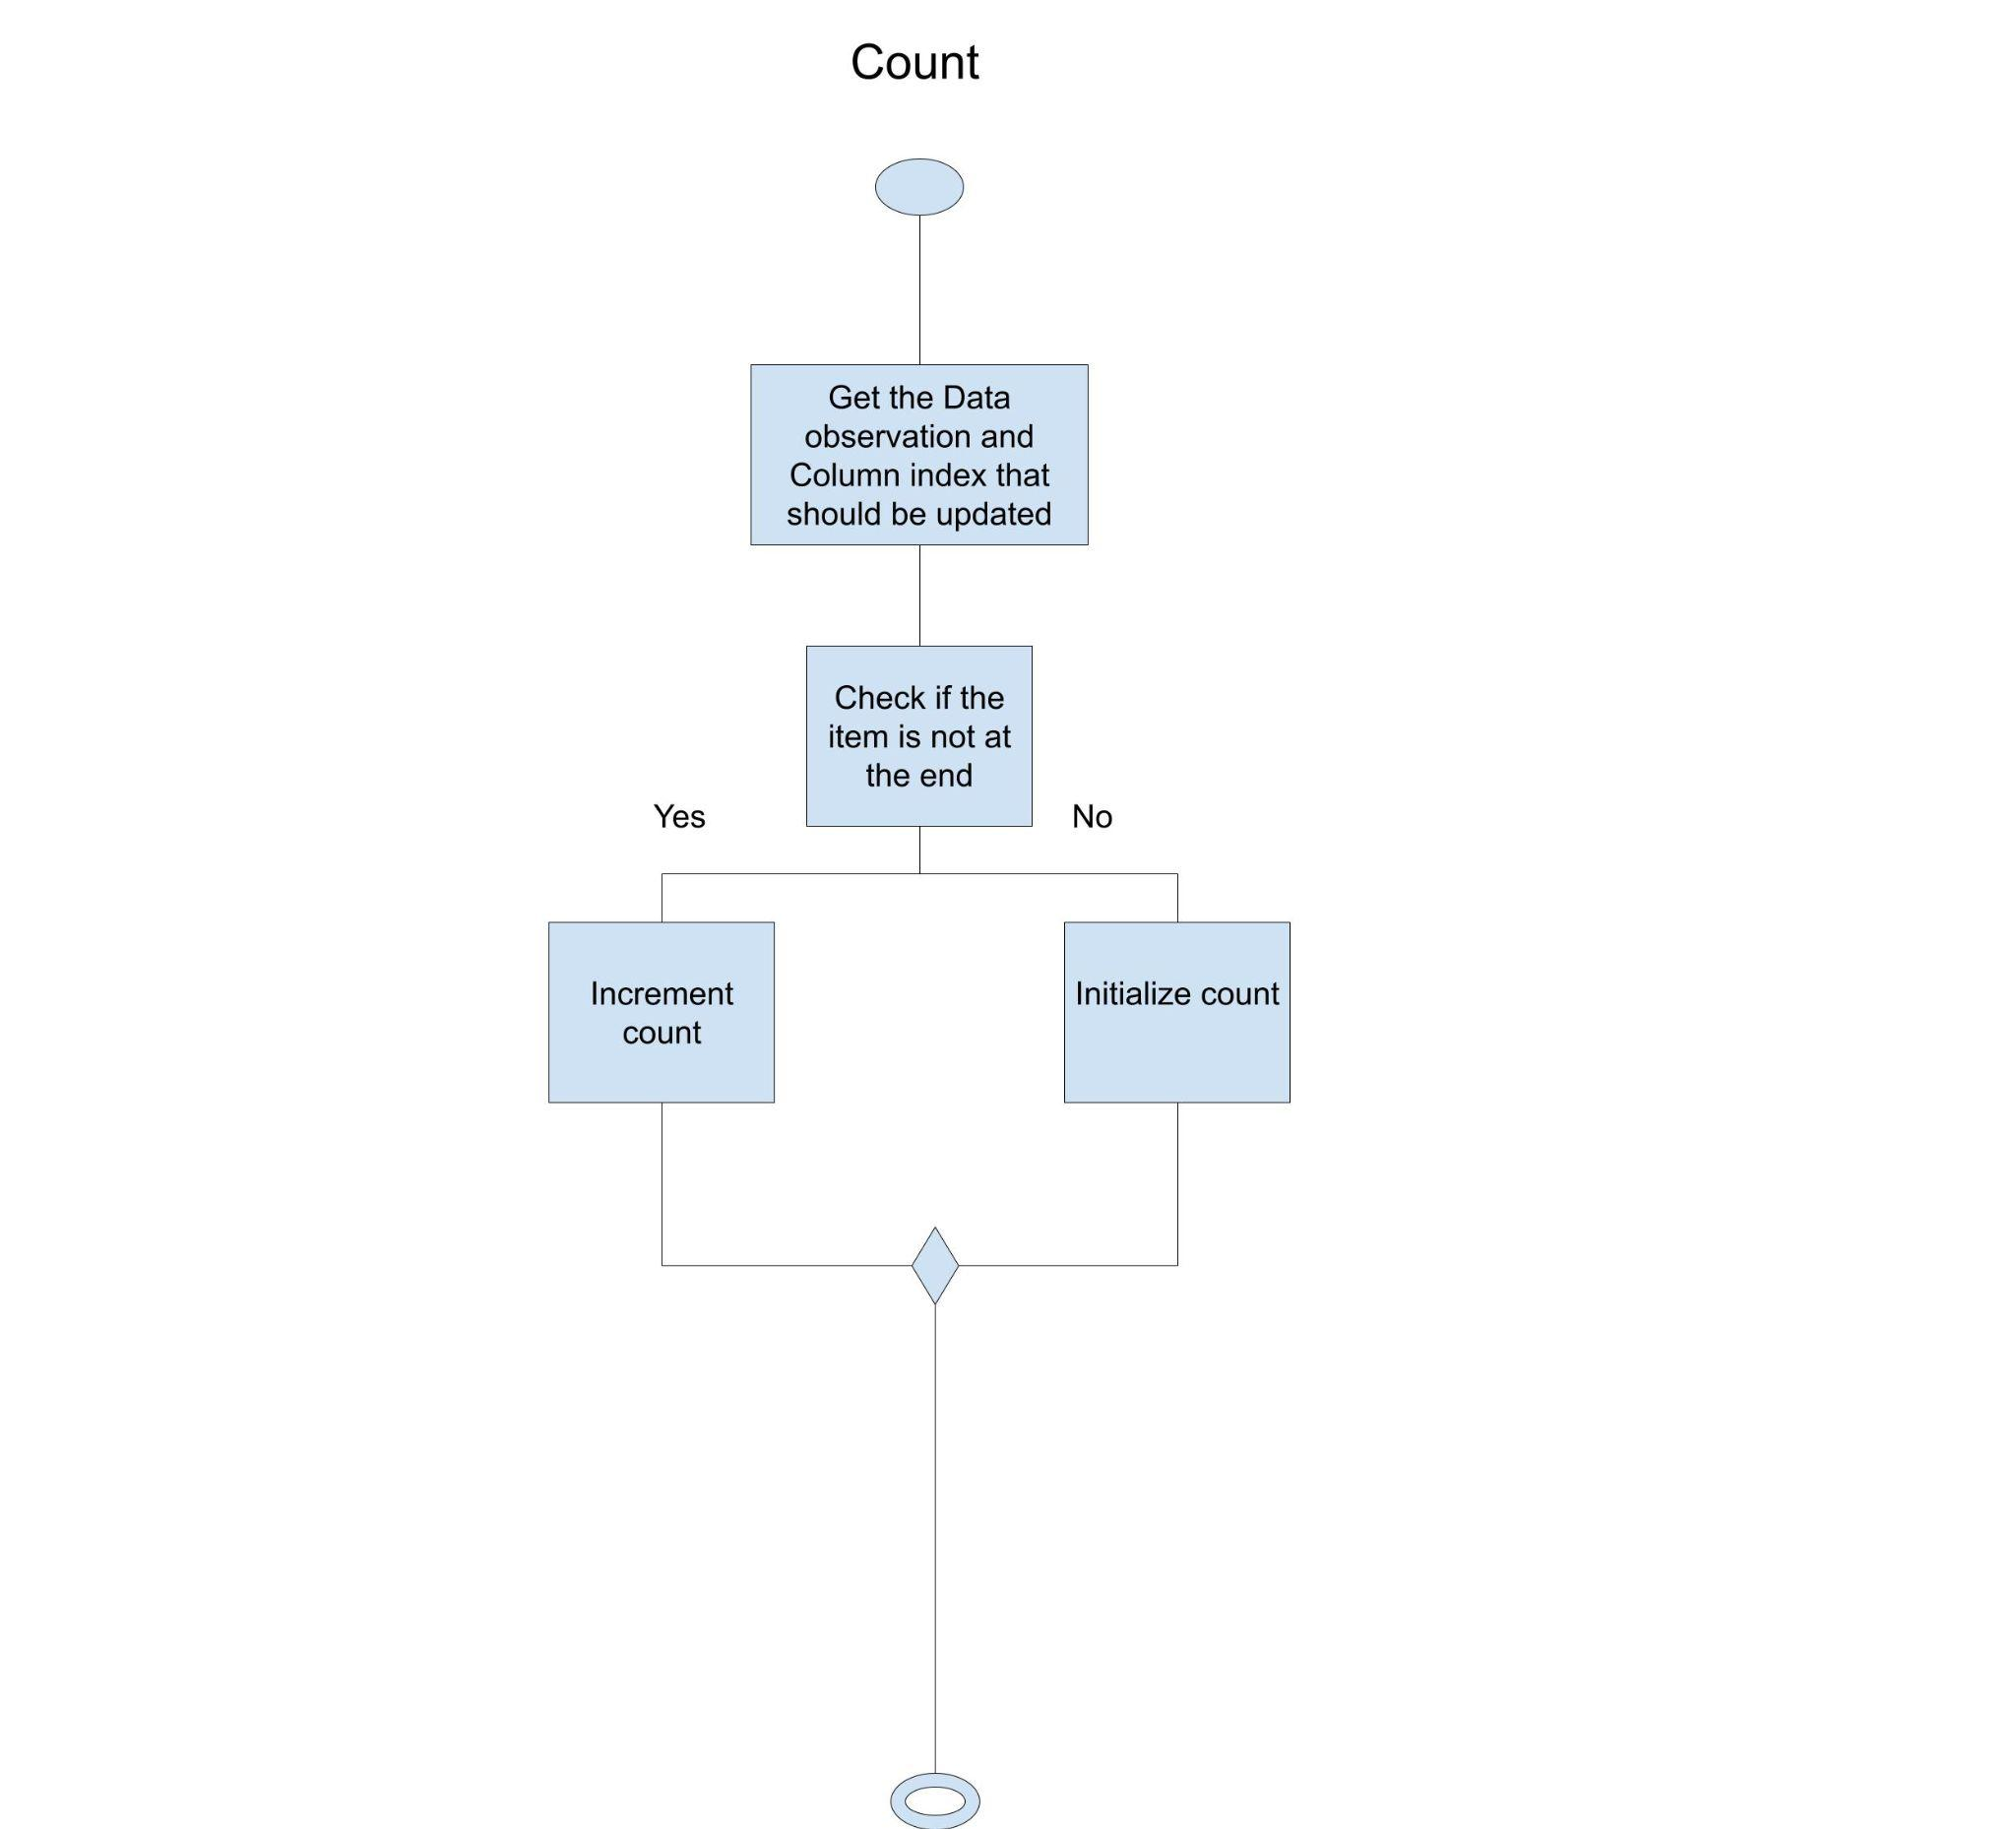 Count
Get the Data
observation and
Column index that
should be updated
Check if the
item is not at
the end
Yes
No
Increment
count
Initialize count